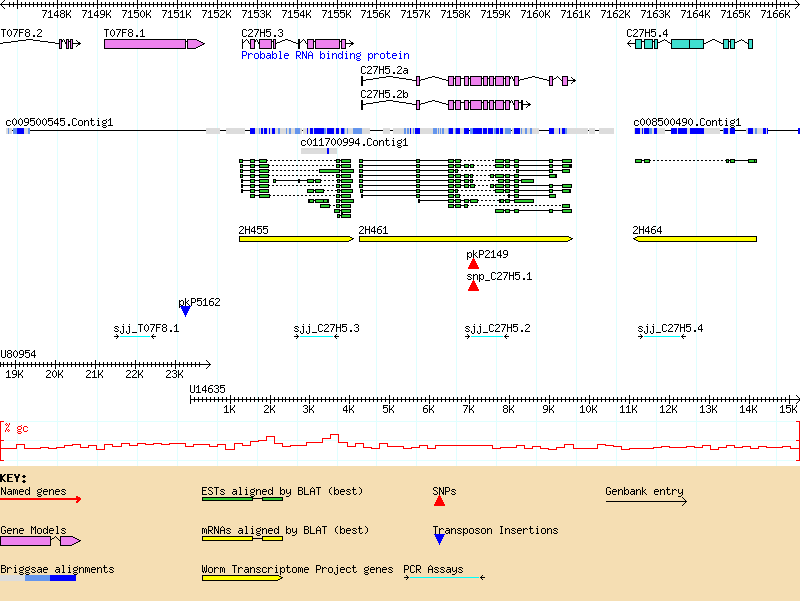 7148K 7149K 7150K 7151K 7152K 7153K 7154K 7155K 7156K 7157K 7158K 7159K 7160K 7161K 7162K 7163K 7164K 7165K 7166K
T07F8.2 T07F8.1 C27H5.3 C27H5.4
Probable RNA binding protein
C27H5.2a
C27H5.2b
c009500545.Contig1 c008500490.Contig1
c011700994.Contig1
2H455 2H461 2H464
pkP2149
snp_C27H5.1
pkP5162
sjj_T07F8.1 sjj_C27H5.3 sjj_C27H5.2 sjj_C27H5.4
U80954
19K 20K 21K 22K 23K
U14635
1K 2K 3K 4K 5K 6K 7K 8K 9K 10K 11K 12K 13K 14K 15K
% gc
KEY:
Named genes ESTs aligned by BLAT (best) SNPs Genbank entry
Gene Models mRNAs aligned by BLAT (best) Transposon Insertions
Briggsae alignments Worm Transcriptome Project genes PCR Assays